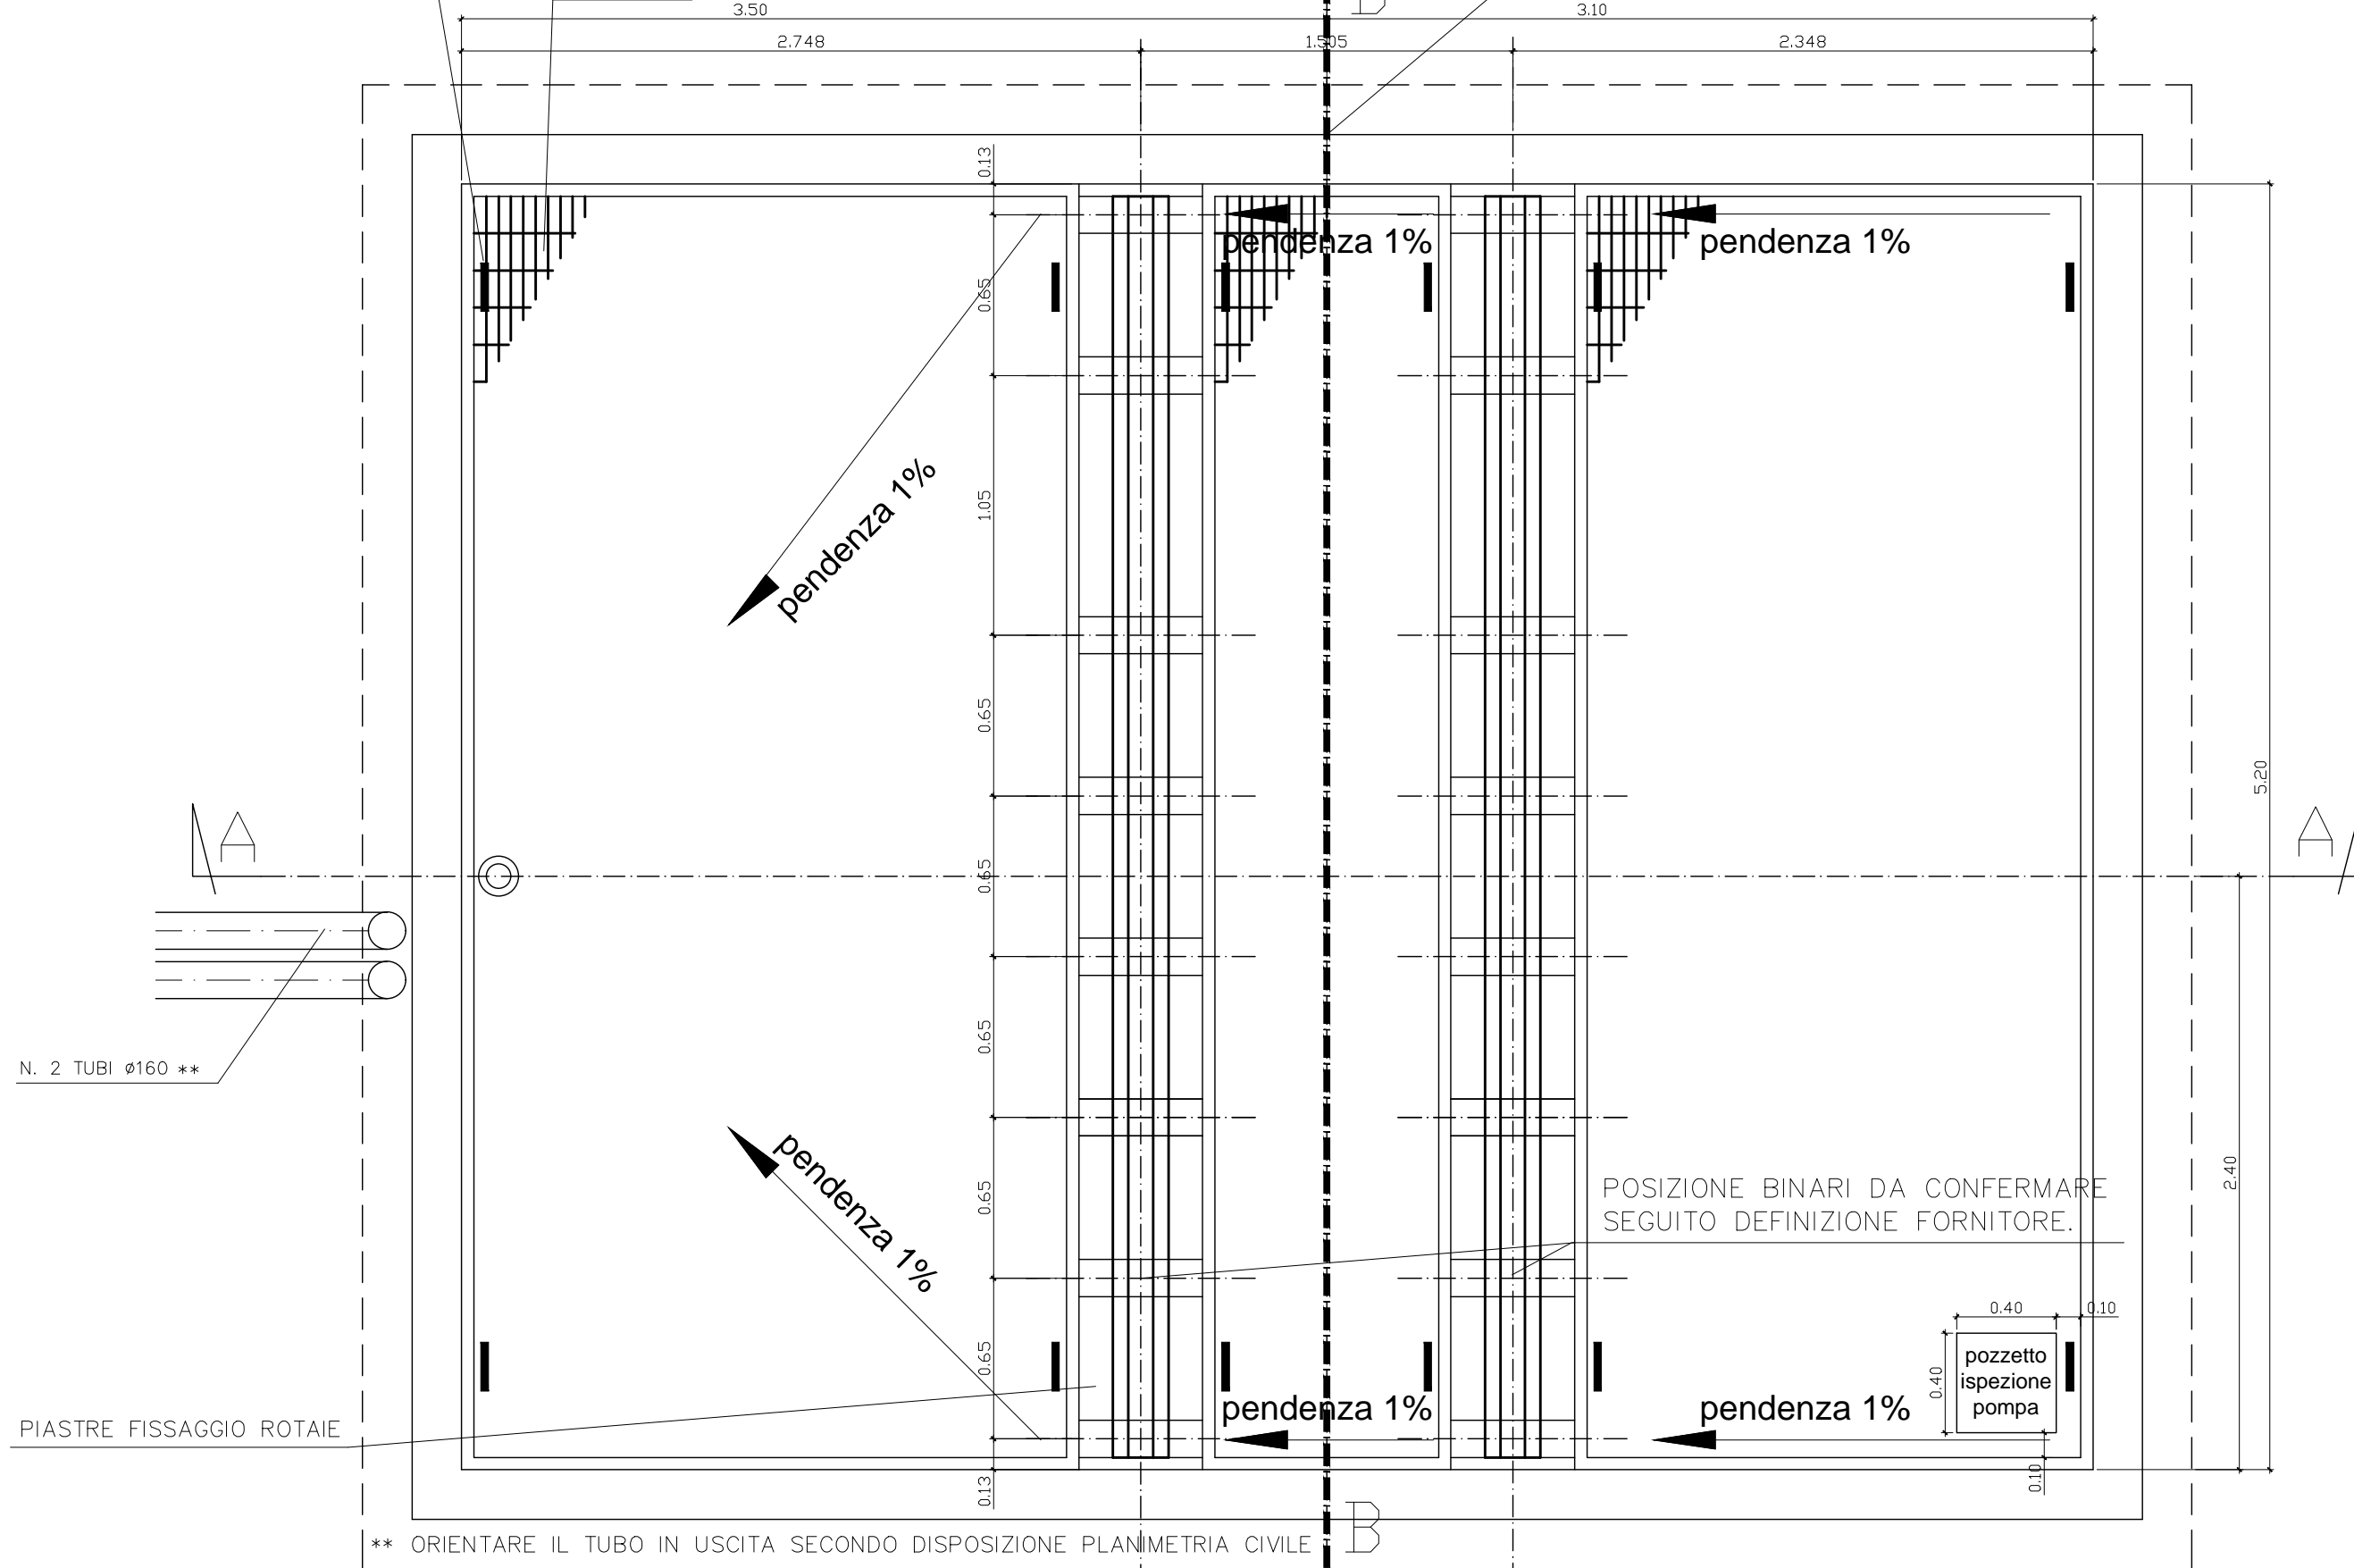 3.50
3.10
2.748
1.505
2.348
0.13
pendenza 1%
pendenza 1%
0.65
pendenza 1%
1.05
0.65
5.20
A
A
0.65
0.65
N. 2 TUBI ø160 **
pendenza 1%
0.65
2.40
POSIZIONE BINARI DA CONFERMARE
SEGUITO DEFINIZIONE FORNITORE.
0.40
0.10
0.65
0.40
pozzetto
ispezione
pompa
pendenza 1%
pendenza 1%
PIASTRE FISSAGGIO ROTAIE
0.13
0.10
B
** ORIENTARE IL TUBO IN USCITA SECONDO DISPOSIZIONE PLANIMETRIA CIVILE